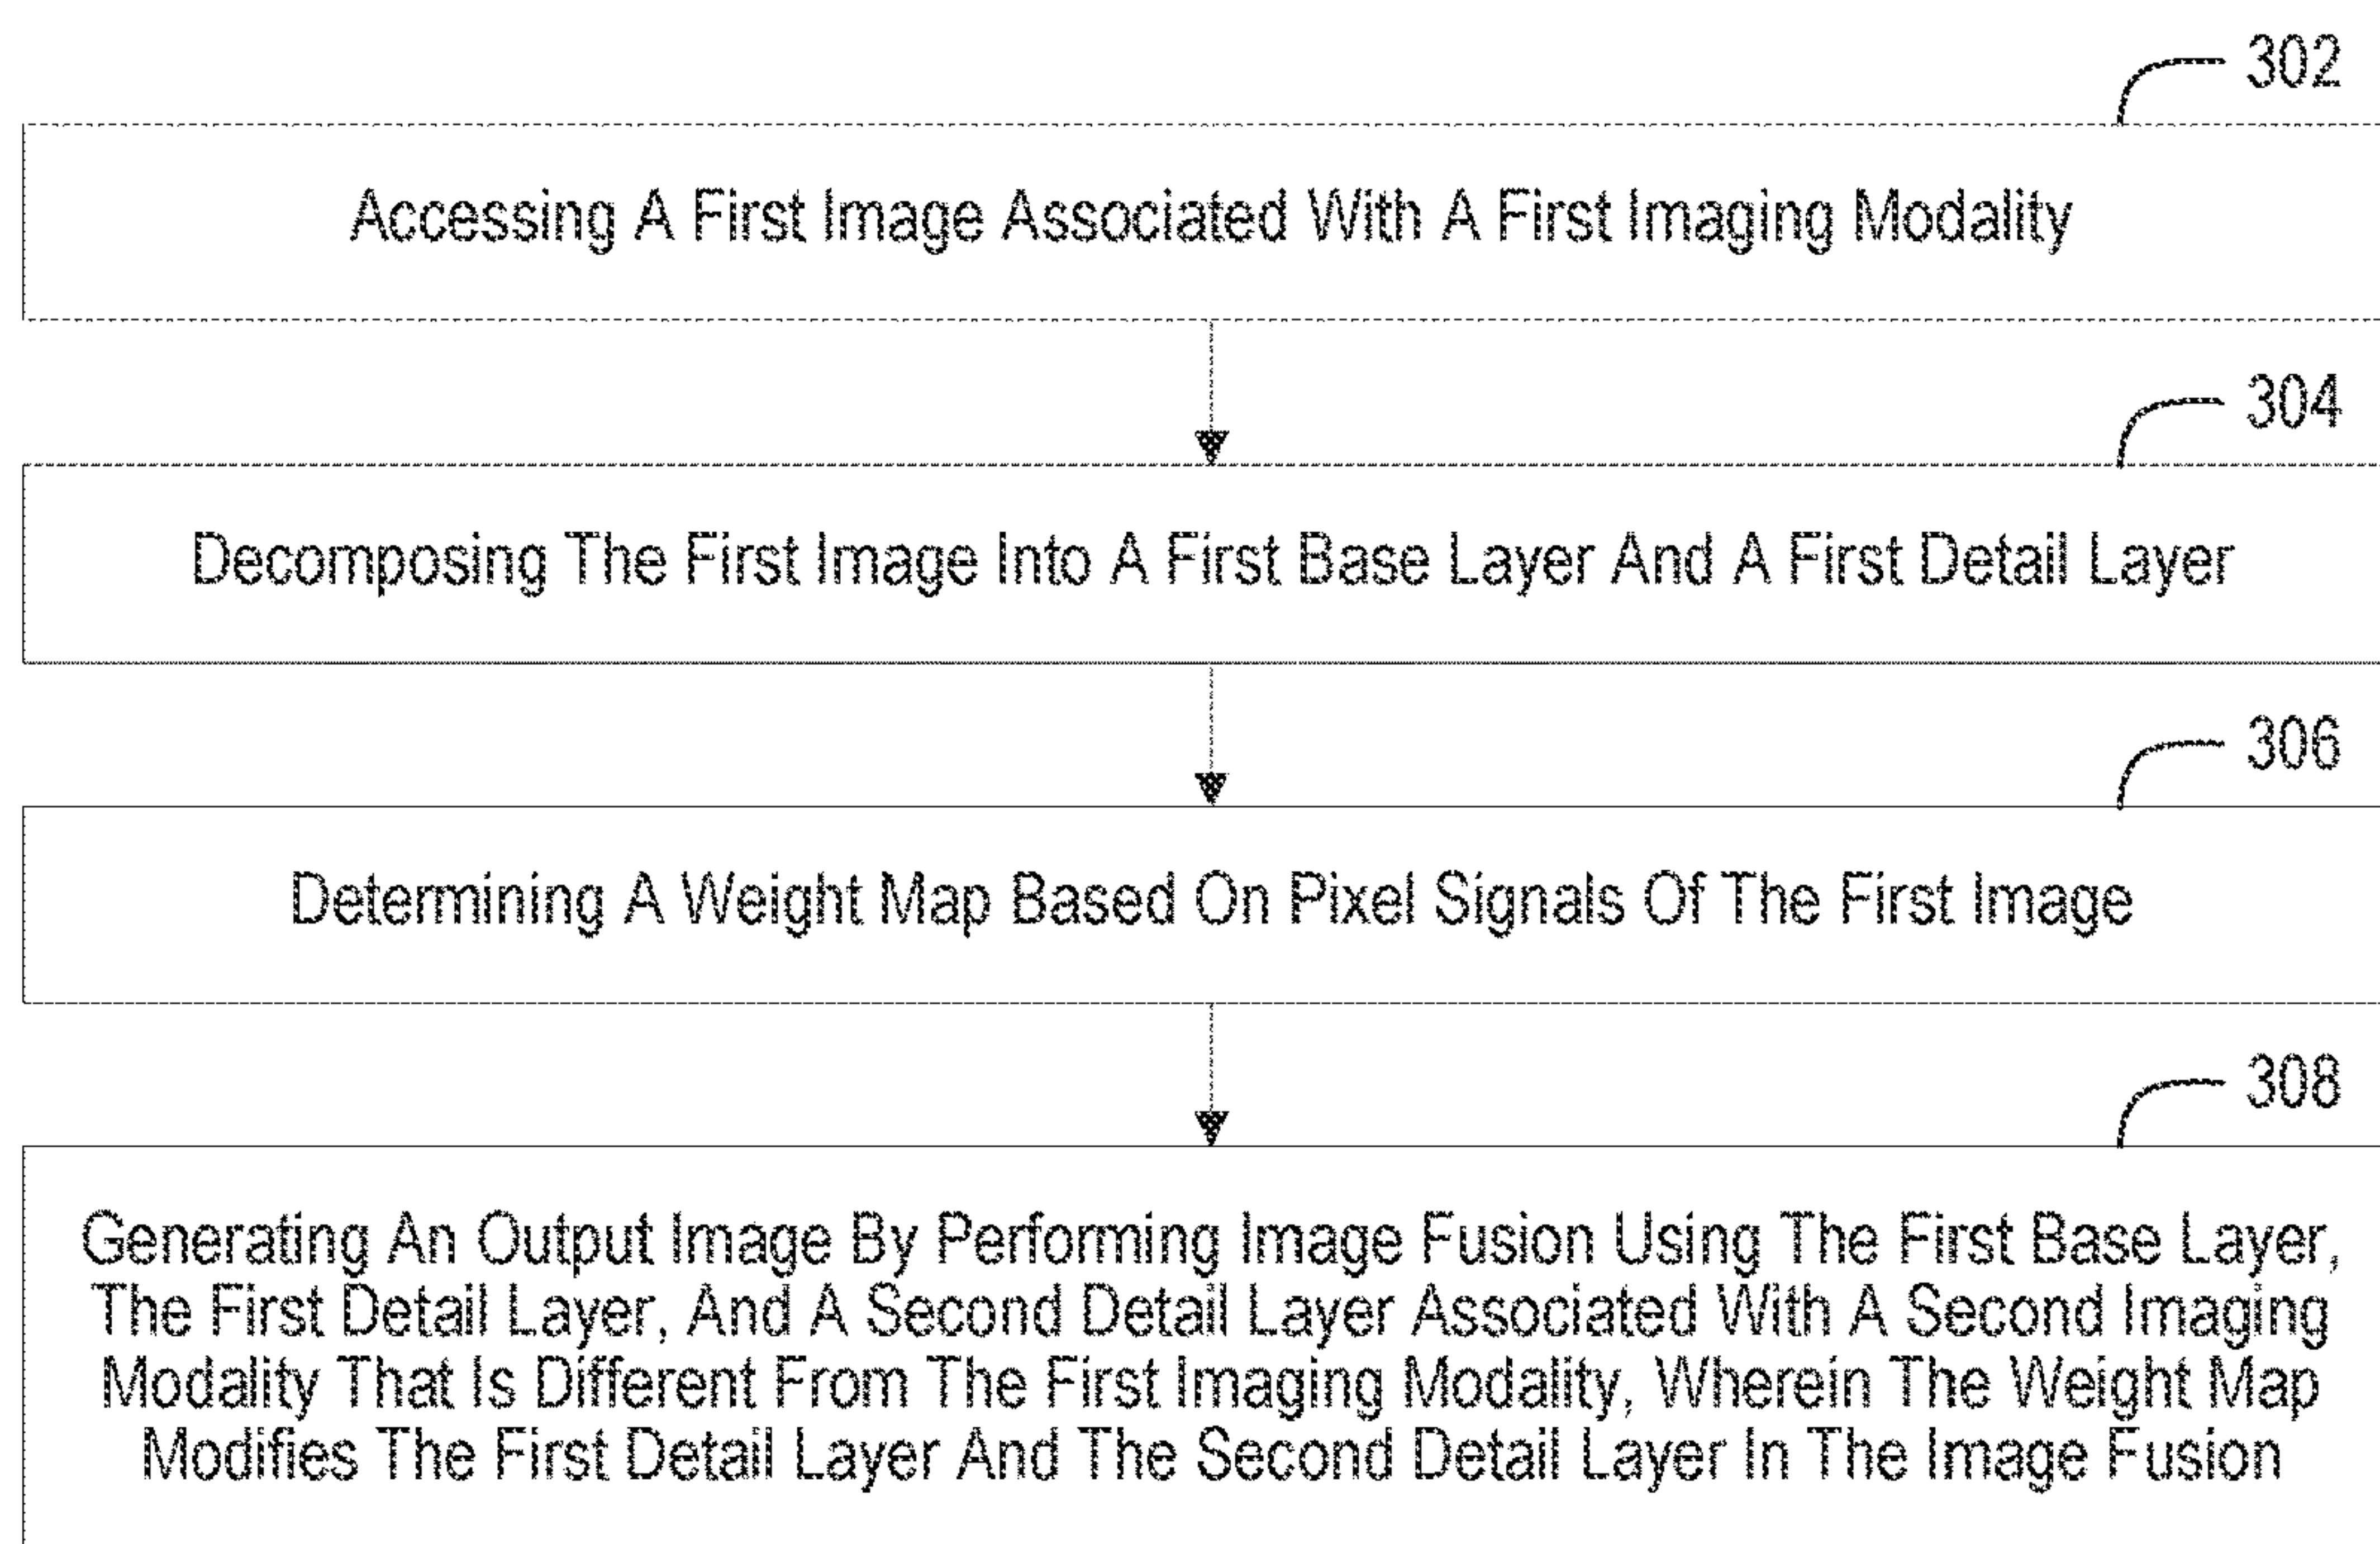 302
Accessing A First Image Associated With A First Imaging Modality
304
Decomposing The First Image Into A First Base Layer And A First Detail Layer
306
Determining A Weight Map Based On Pixel Signals Of The First Image
308
Generating An Output Image By Performing Image Fusion Using The First Base Layer,
The First Detail Layer, And A Second Detail Layer Associated With A Second Imaging
Modality That Is Different From The First Imaging Modality, Wherein The Weight Map
Modifies The First Detail Layer And The Second Detail Layer In The Image Fusion